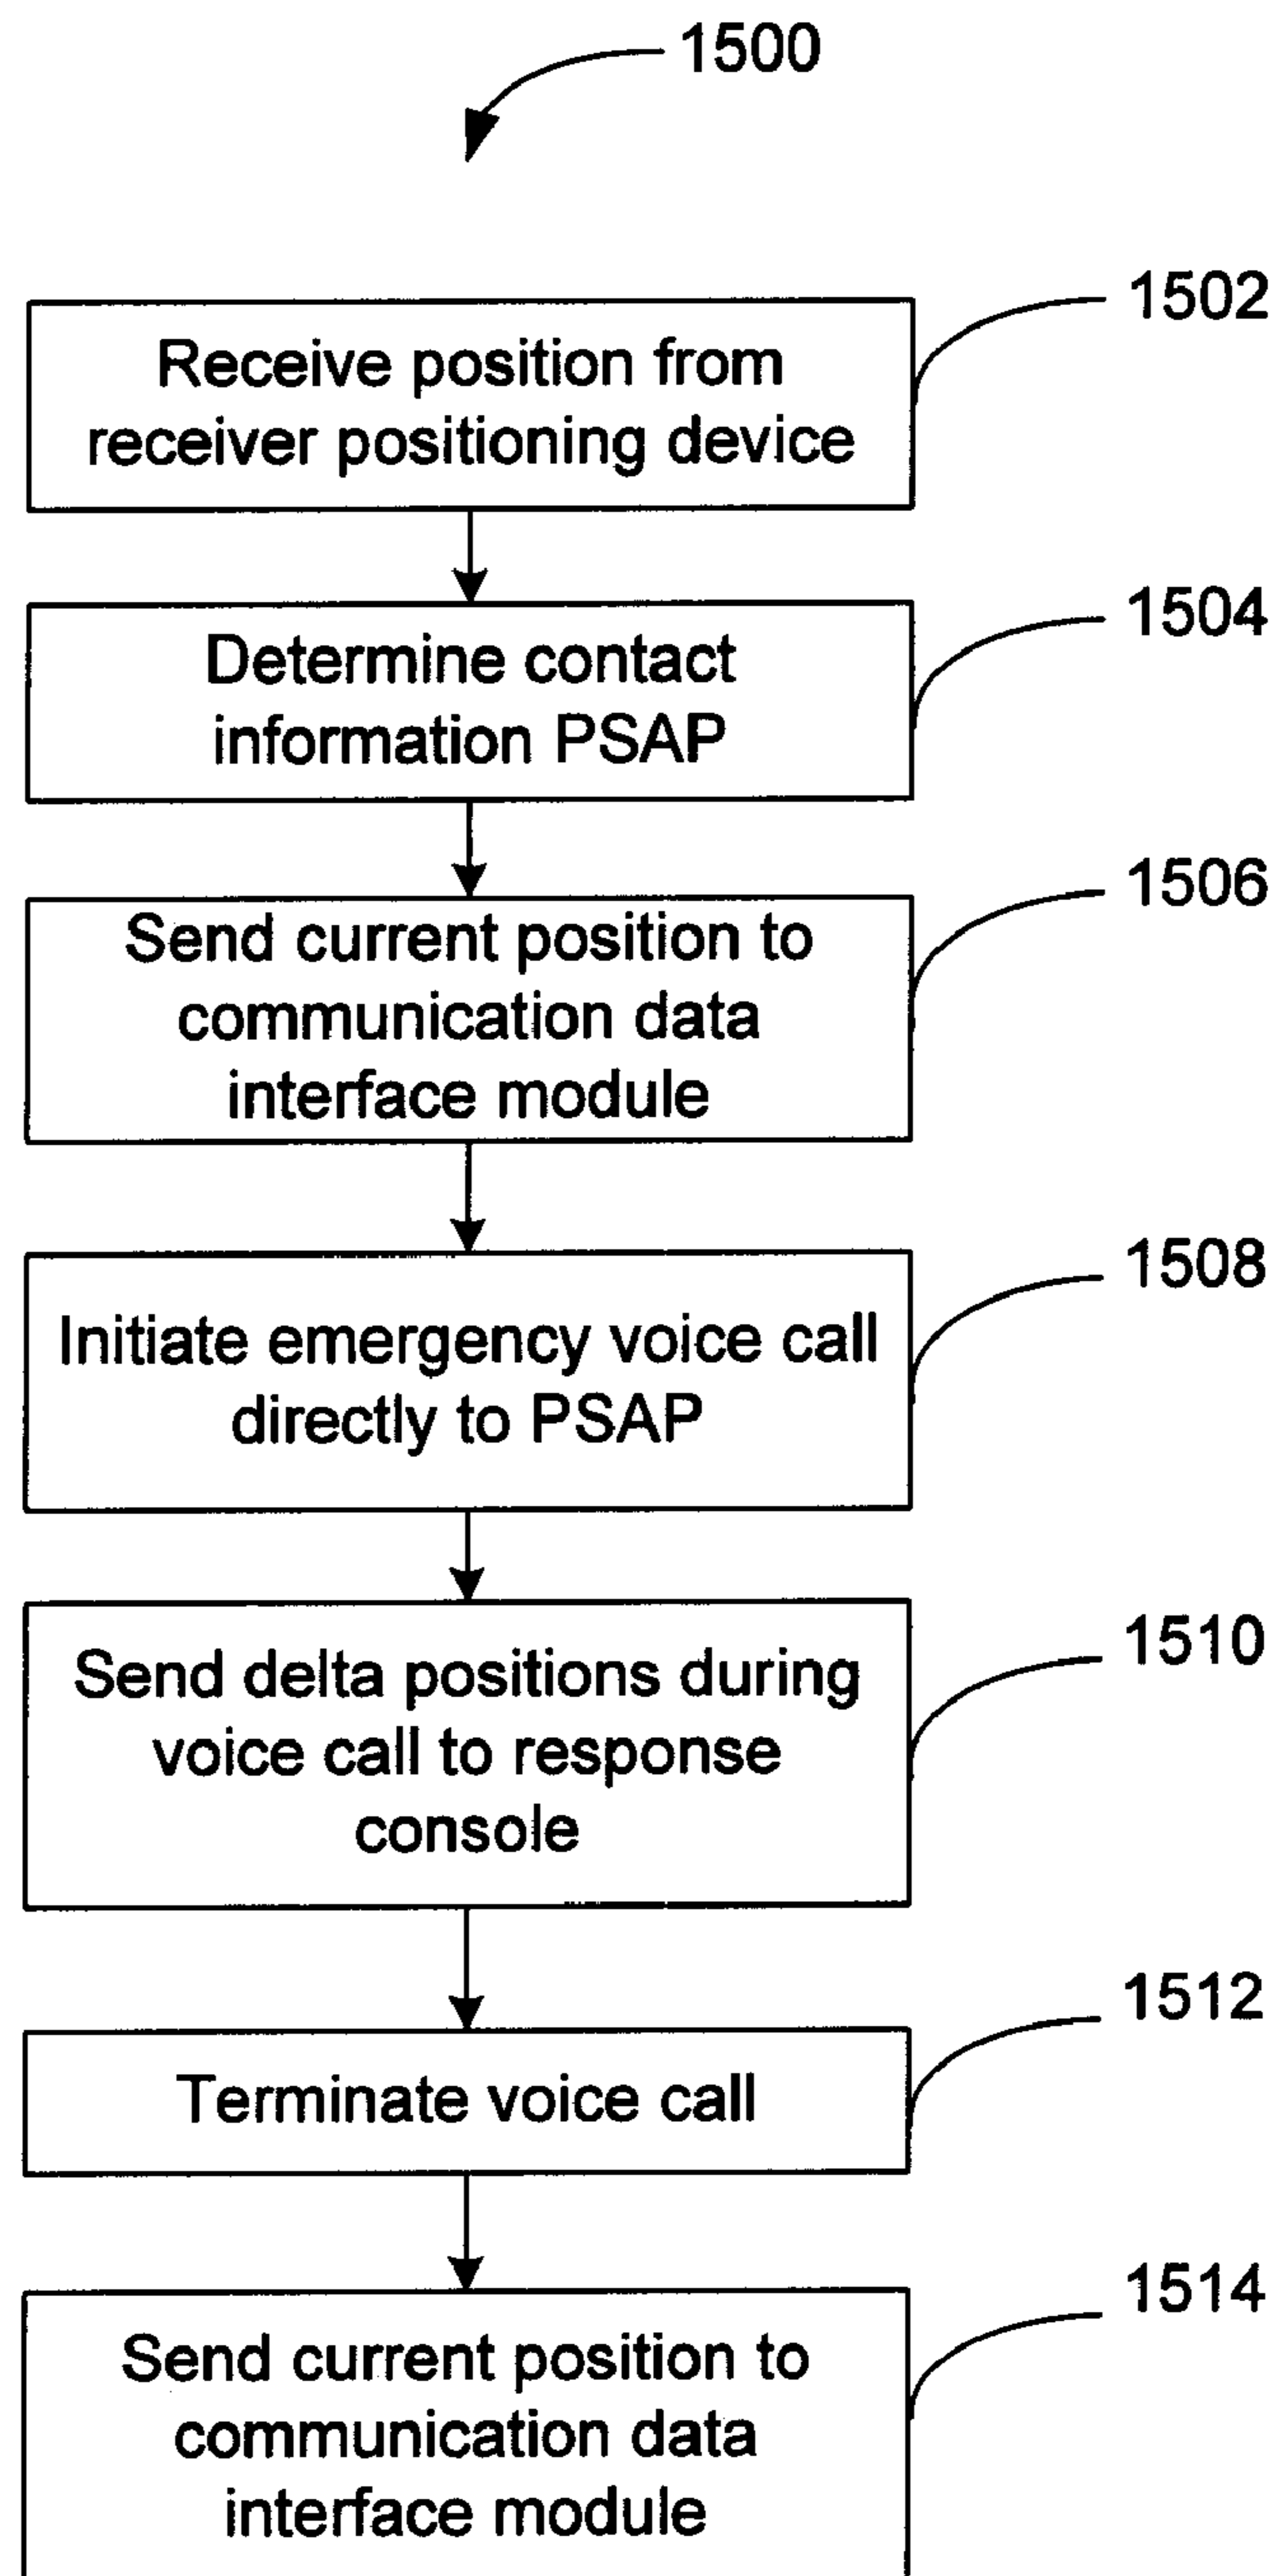 1500
1502
Receive position from
receiver positioning device
1504
Determine contact
information PSAP
1506
Send current position to
communication data
interface module
1508
Initiate emergency voice call
directly to PSAP
1510
Send delta positions during
voice call to response
console
1512
Terminate voice call
1514
Send current position to
communication data
interface module